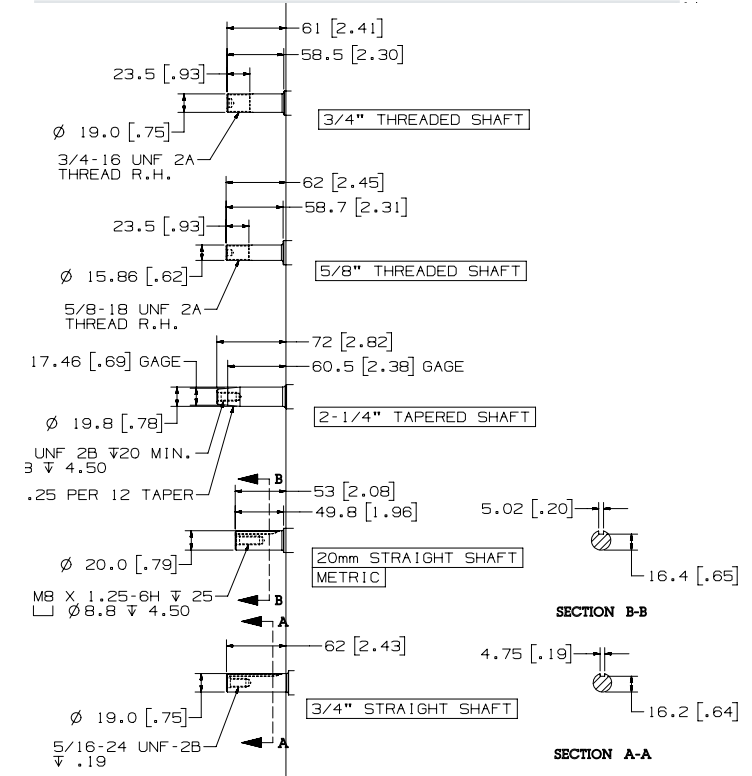 61 [2.41]
58.5 [2.30]
23.5 [.93]
3/4" THREADED SHAFT
Ø 19.0 [.75]
3/4-16 UNF 2A
THREAD R.H.
62 [2.45]
58.7 [2.31]
23.5 [.93]
5/8" THREADED SHAFT
Ø 15.86 [.62]
5/8-18 UNF 2A
THREAD R.H.
72 [2.82]
17.46 [.69] GAGE
60.5 [2.38] GAGE
2-1/4" TAPERED SHAFT
Ø 19.8 [.78]
UNF 2B ↧20 MIN.
↧ 4.50
.25 PER 12 TAPER
B
53 [2.08]
49.8 [1.96]
5.02 [.20]
20mm STRAIGHT SHAFT
METRIC
Ø 20.0 [.79]
16.4 [.65]
M8 X 1.25-6H ↧ 25
⌴ Ø8.8 ↧ 4.50
B
SECTION B-B
A
62 [2.43]
4.75 [.19]
3/4" STRAIGHT SHAFT
Ø 19.0 [.75]
16.2 [.64]
5/16-24 UNF-2B
↧ .19
A
SECTION A-A